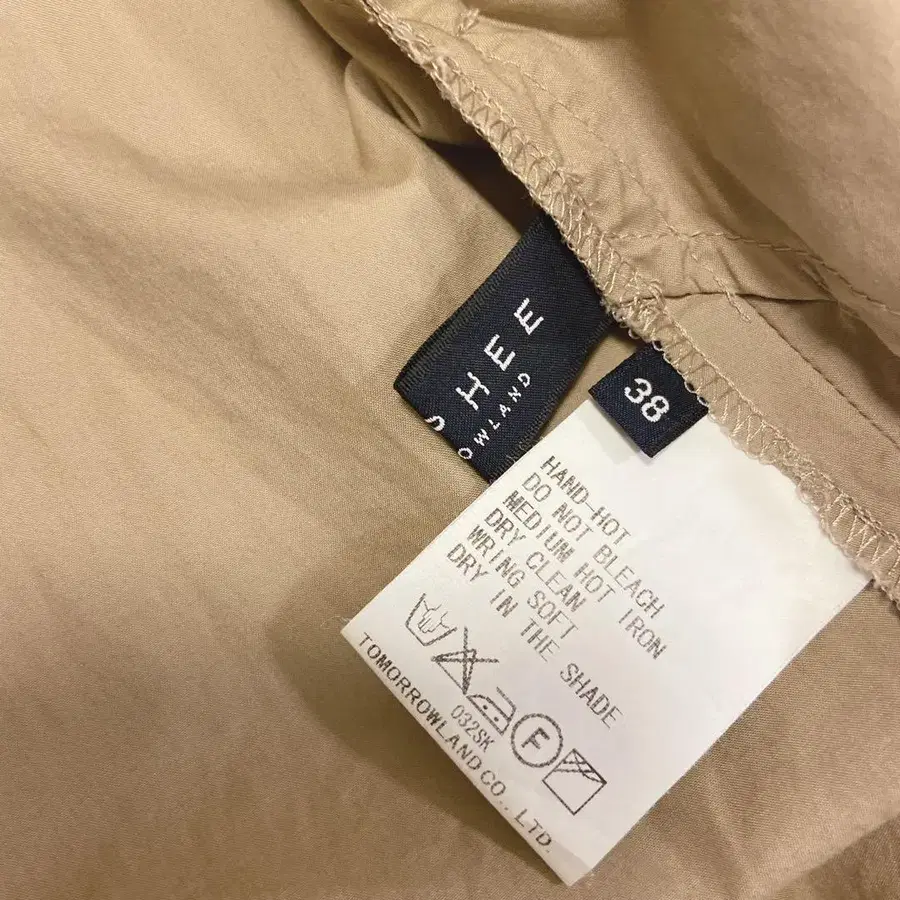 HEE
OWLAND
38
HAND-HOT
DO NOT BLEACH
MEDIUM HOT IRON
DRY CLEAN
WRING SOFT
DRY IN THE SHADE
032SK
F
TOMORROWLAND CO., LTD.